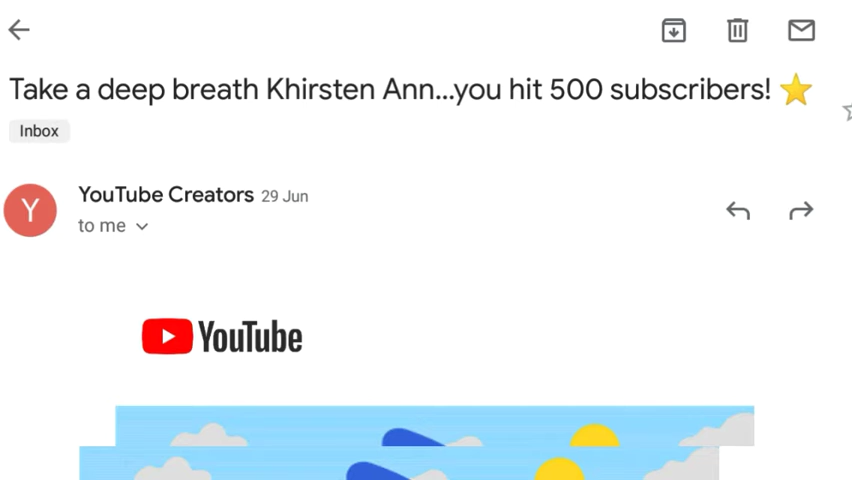 Take a deep breath Khirsten Ann...you hit 500 subscribers! ⭐
Inbox
Y
YouTube Creators 29 Jun
to me
YouTube